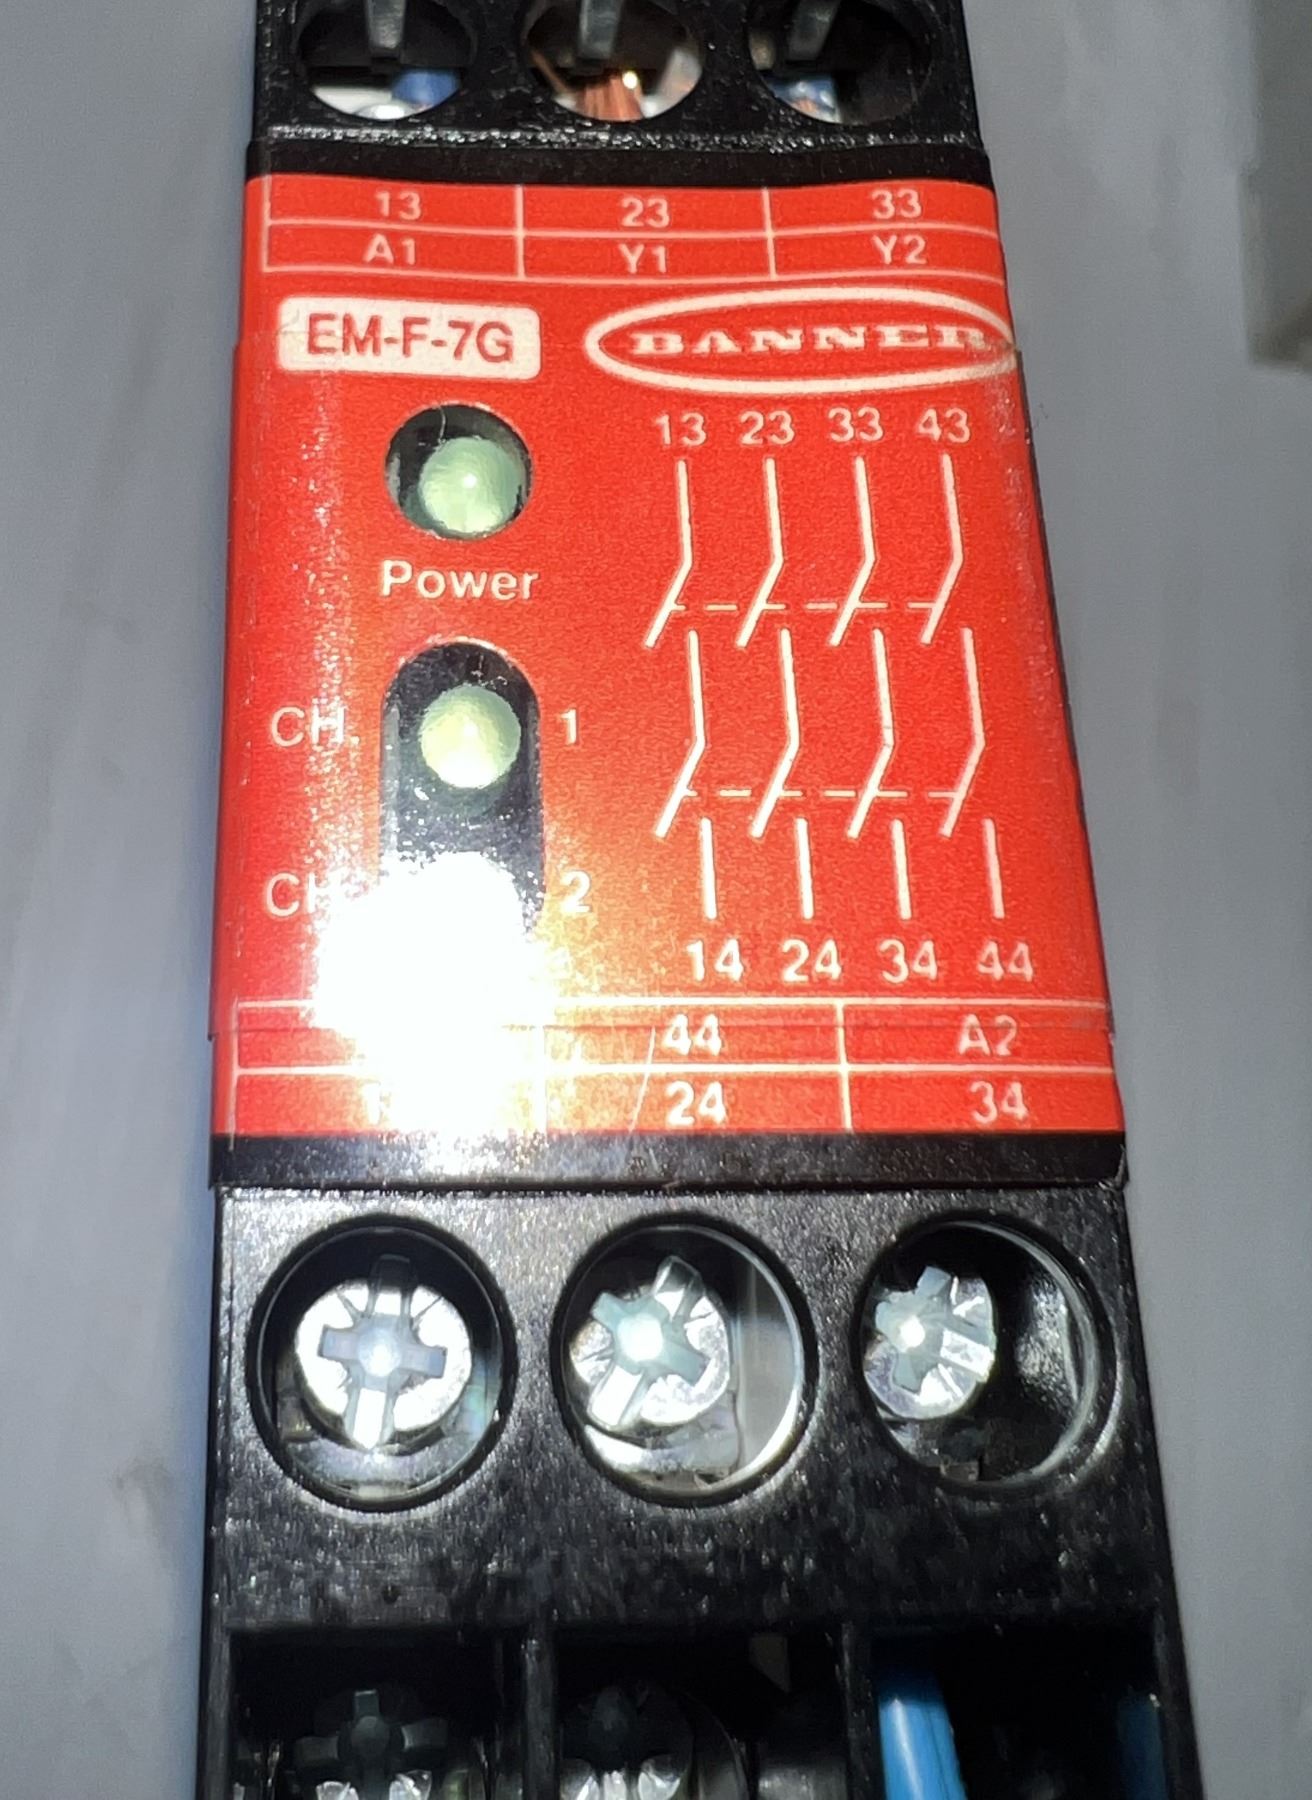 13 23 33
A1 Y1 Y2
EM-F-7G BANNER
13 23 33 43
Power
CH. 1
CH 2
14 24 34 44
44 A2
24 34